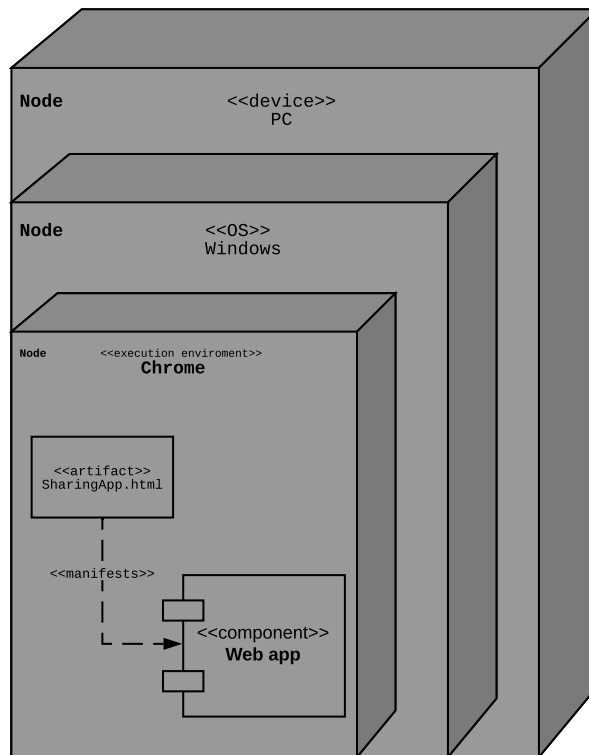 Node
<<device>>
PC
Node
<<OS>>
Windows
Node
<<execution enviroment>>
Chrome
<<artifact>>
SharingApp.html
<<manifests>>
<<component>>
Web app